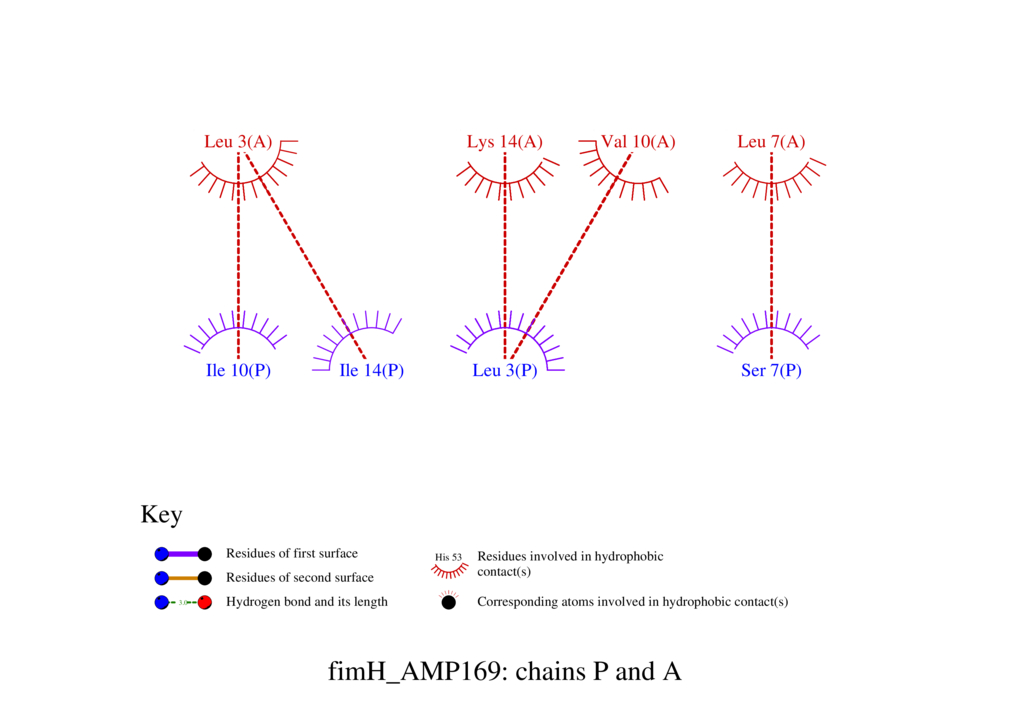 Leu 3(A) Lys 14(A) Val 10(A) Leu 7(A)
Ile 10(P) Ile 14(P) Leu 3(P) Ser 7(P)
Key
Residues of first surface
Residues of second surface
3.0 Hydrogen bond and its length
His 53 Residues involved in hydrophobic
contact(s)
Corresponding atoms involved in hydrophobic contact(s)
fimH_AMP169: chains P and A